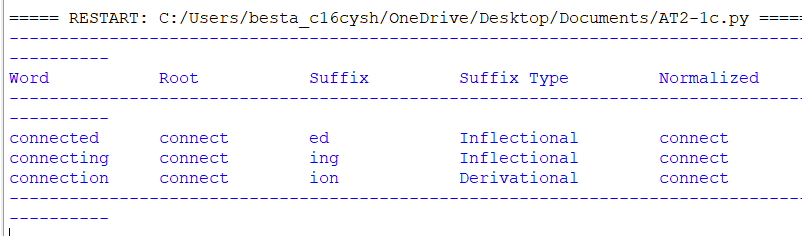 ===== RESTART: C:/Users/besta_c16cysh/OneDrive/Desktop/Documents/AT2-1c.py =====
--------------------------------------------------------------------------------
----------
Word           Root           Suffix         Suffix Type         Normalized
--------------------------------------------------------------------------------
----------
connected      connect        ed             Inflectional        connect
connecting     connect        ing            Inflectional        connect
connection     connect        ion            Derivational        connect
--------------------------------------------------------------------------------
----------